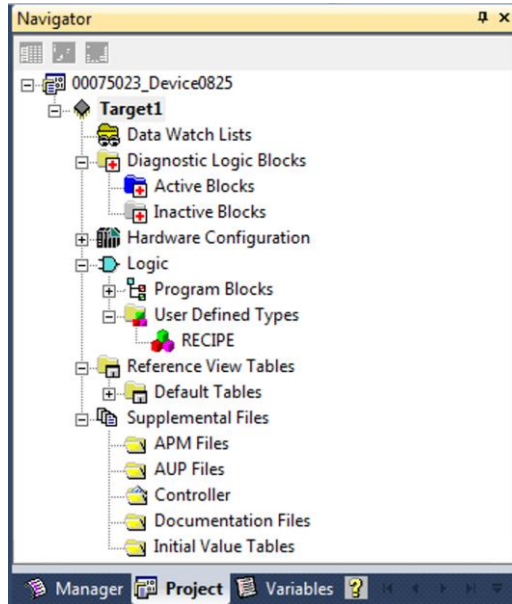 Navigator
00075023_Device0825
Target1
Data Watch Lists
Diagnostic Logic Blocks
Active Blocks
Inactive Blocks
Hardware Configuration
Logic
Program Blocks
User Defined Types
RECIPE
Reference View Tables
Default Tables
Supplemental Files
APM Files
AUP Files
Controller
Documentation Files
Initial Value Tables
Manager Project Variables